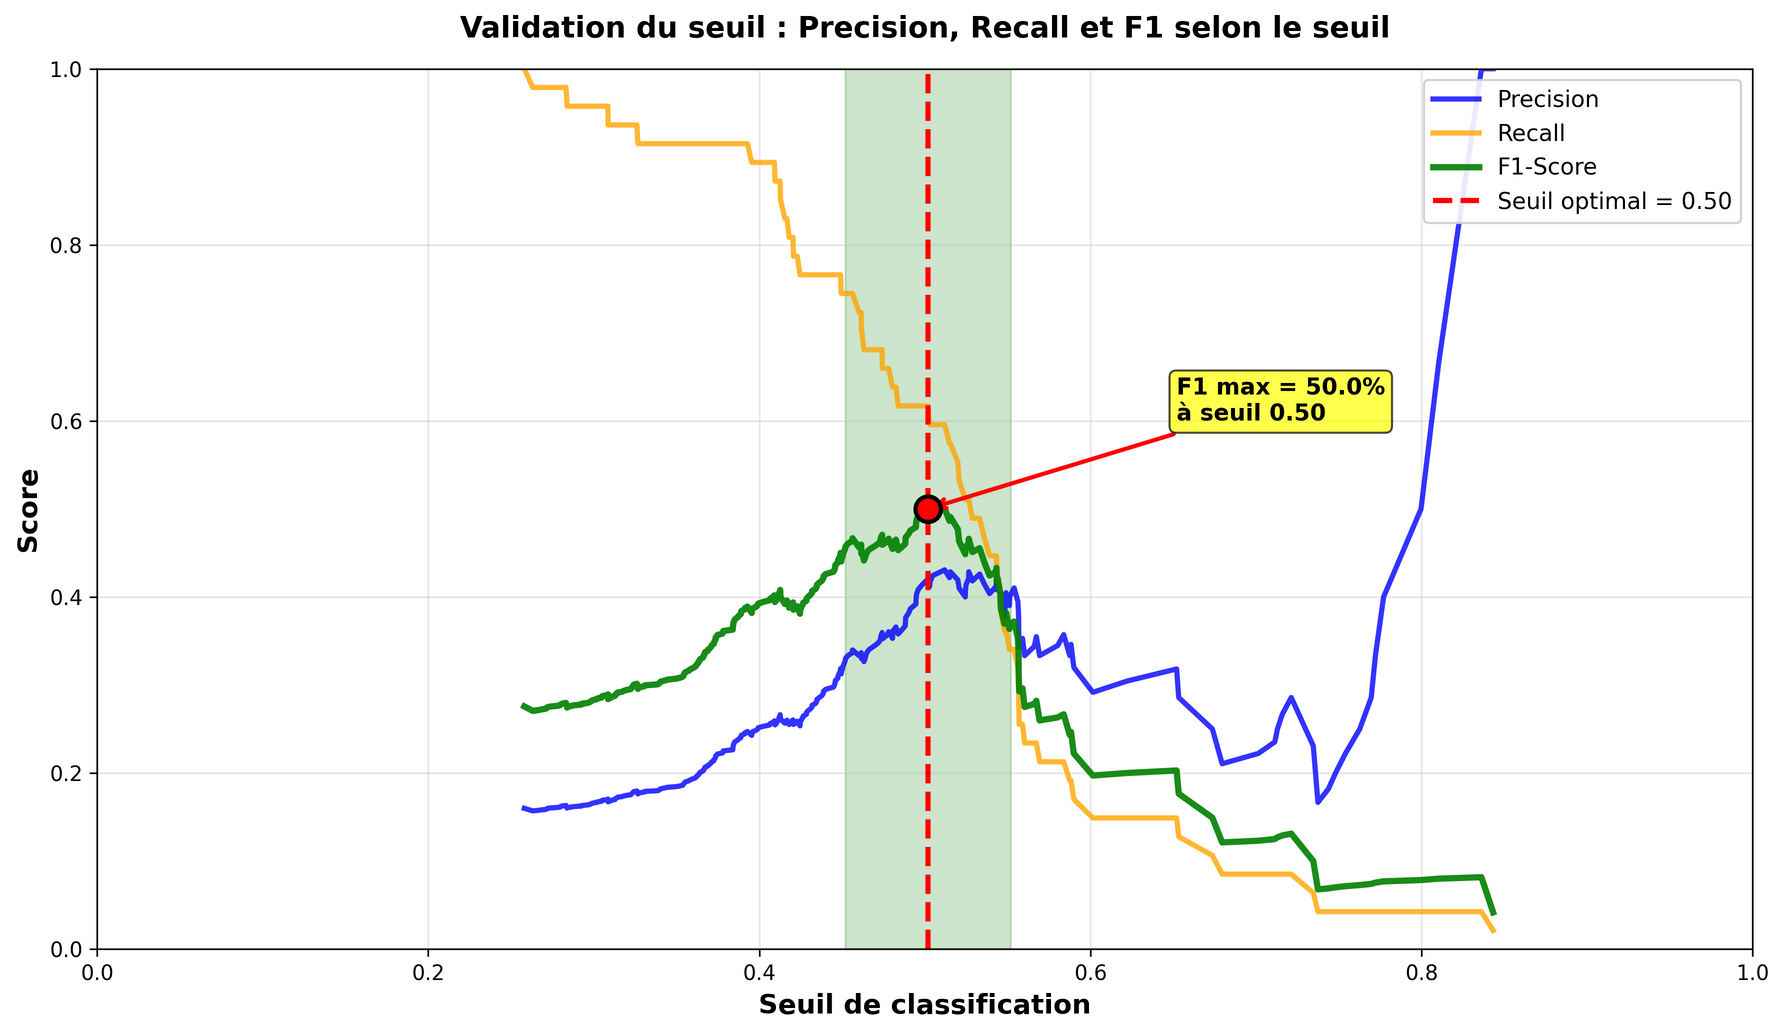 Validation du seuil : Precision, Recall et F1 selon le seuil
1.0
0.8
0.6
0.4
0.2
0.0
Score
Precision
Recall
F1-Score
Seuil optimal = 0.50
F1 max = 50.0%
à seuil 0.50
0.0 0.2 0.4 0.6 0.8 1.0
Seuil de classification